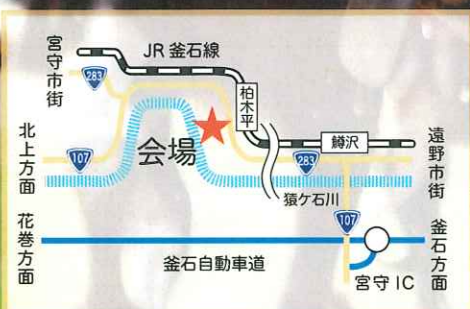 JR 釜石線
宮守市街
283
柏木平
北上方面
107
会場
鱒沢
283
遠野市街
猿ケ石川
107
花巻方面
釜石自動車道
釜石方面
宮守 IC